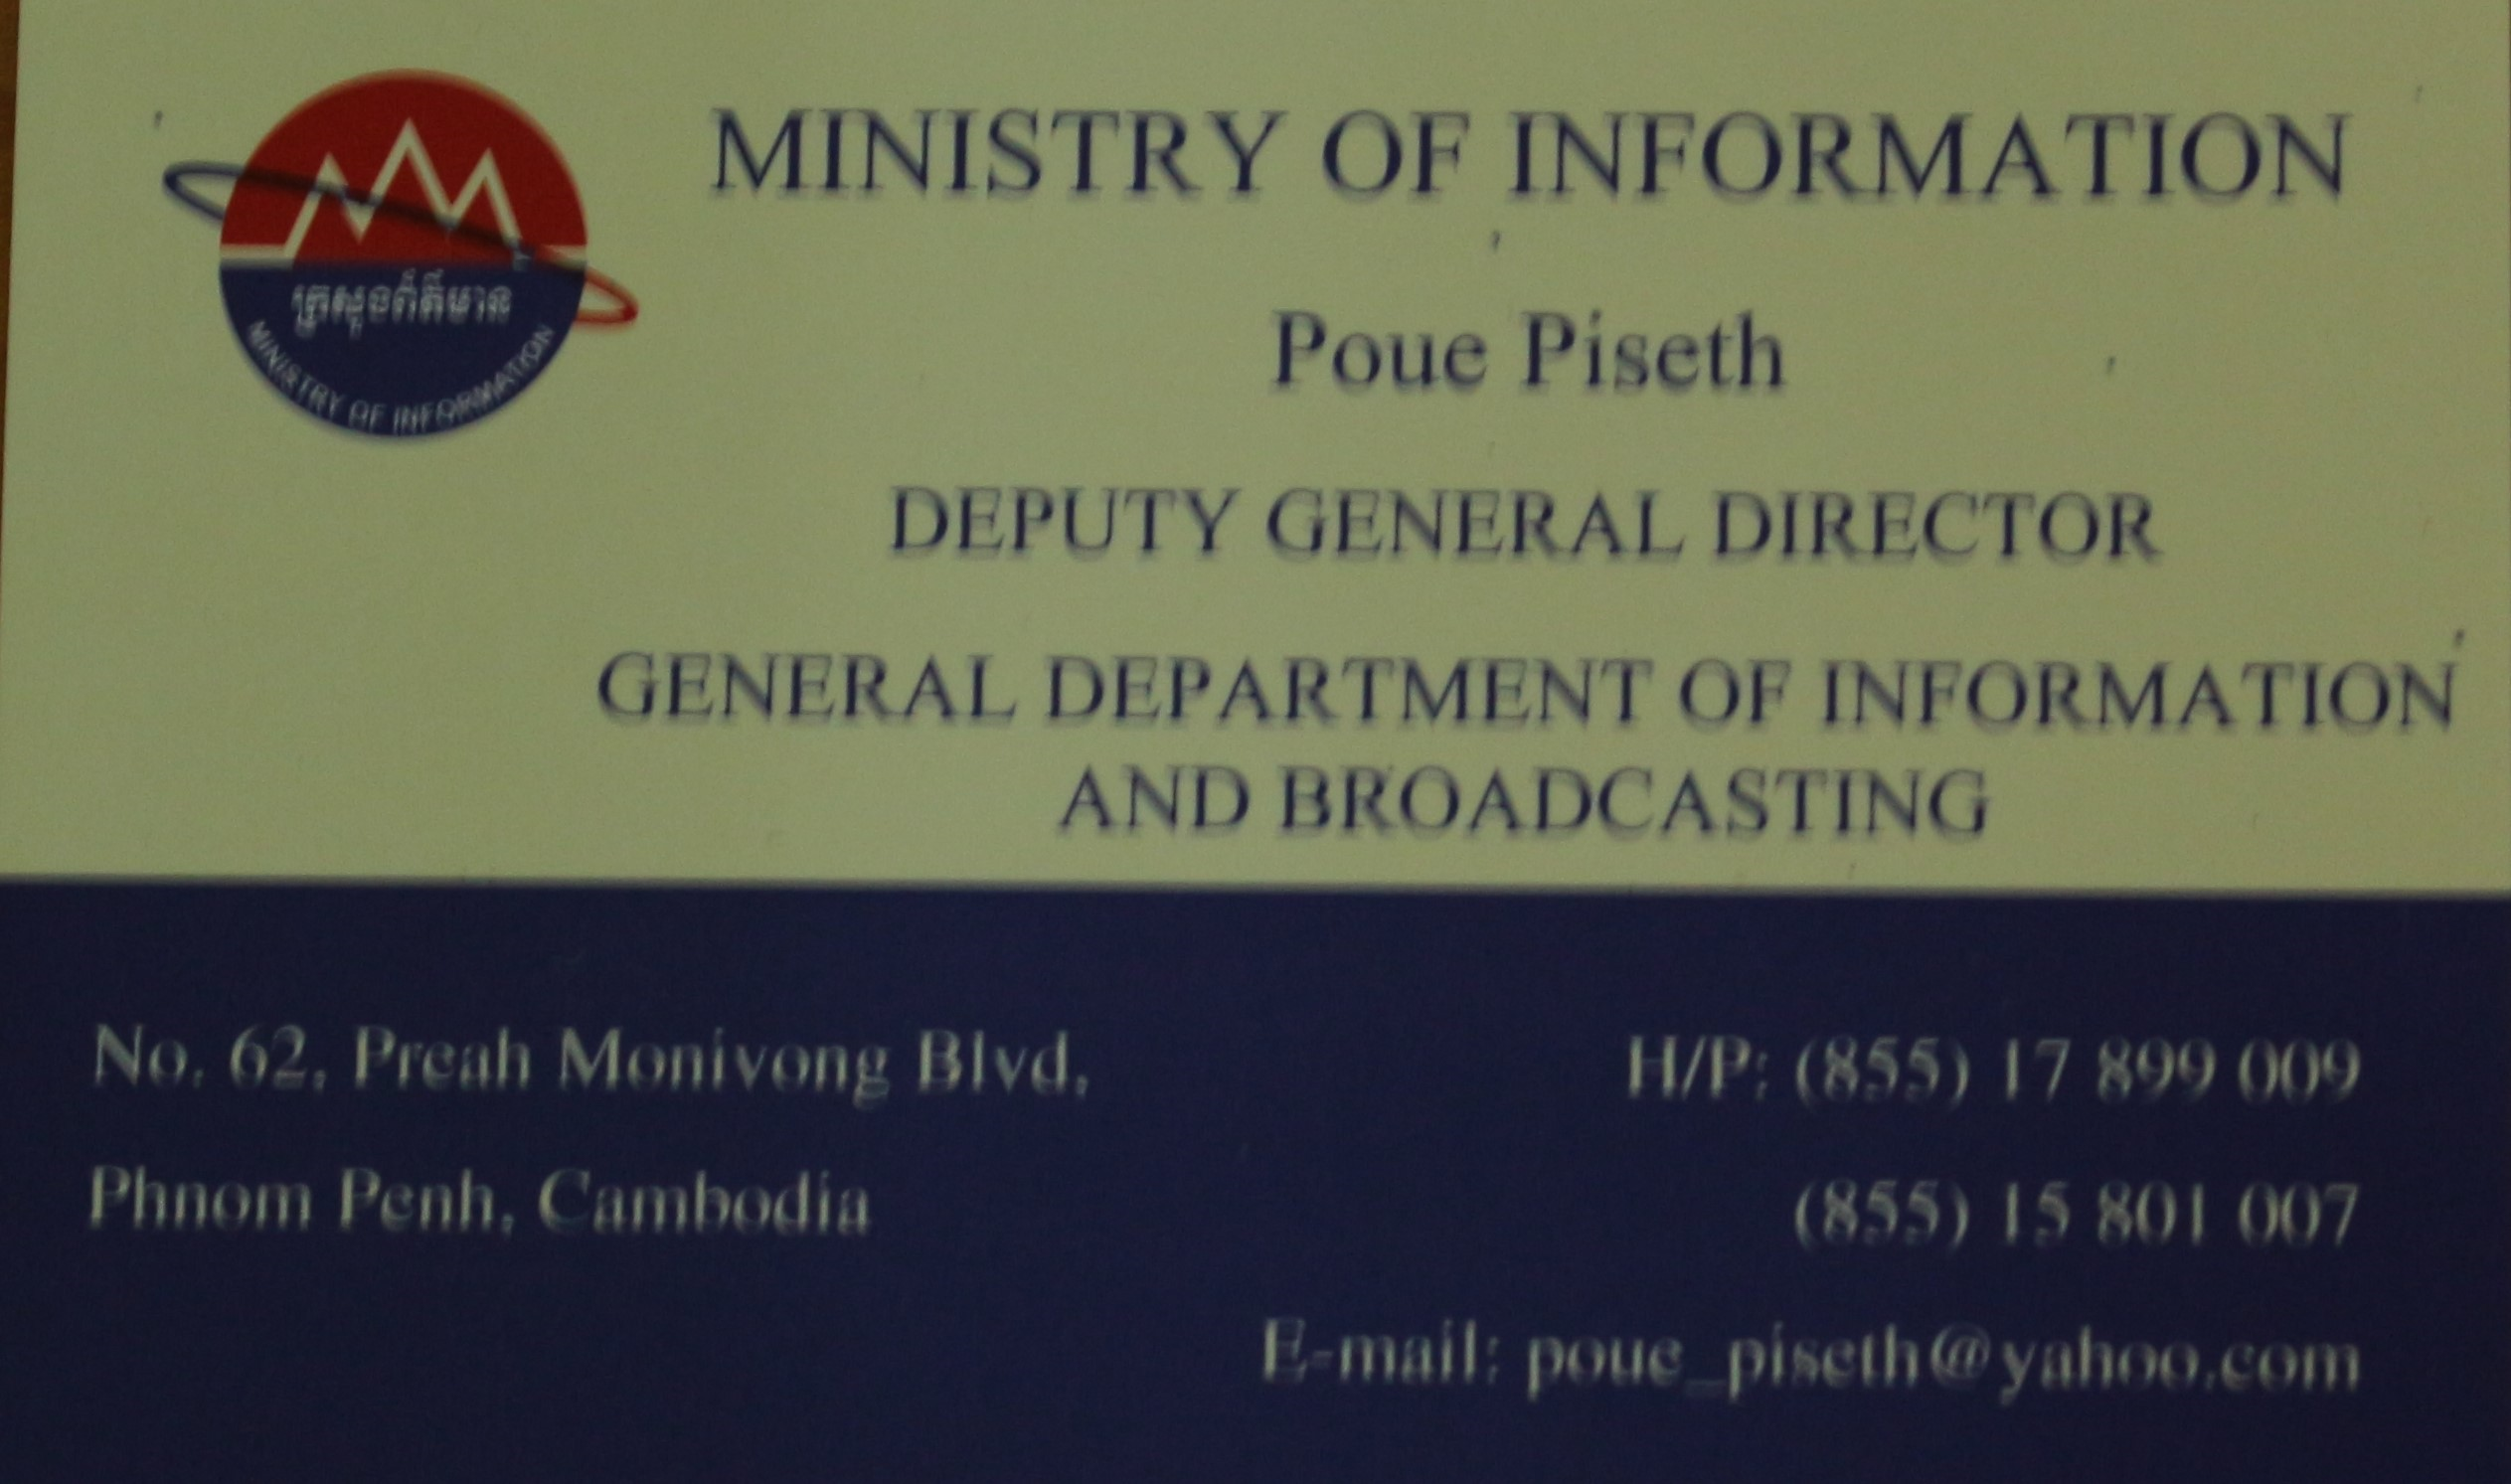 MINISTRY OF INFORMATION
ក្រសួងព័ត៌មាន
MINISTRY OF INFORMATION
Poue Piseth
DEPUTY GENERAL DIRECTOR
GENERAL DEPARTMENT OF INFORMATION
AND BROADCASTING
No. 62, Preah Monivong Blvd,
Phnom Penh, Cambodia
H/P: (855) 17 899 009
(855) 15 801 007
E-mail: poue_piseth@yahoo.com